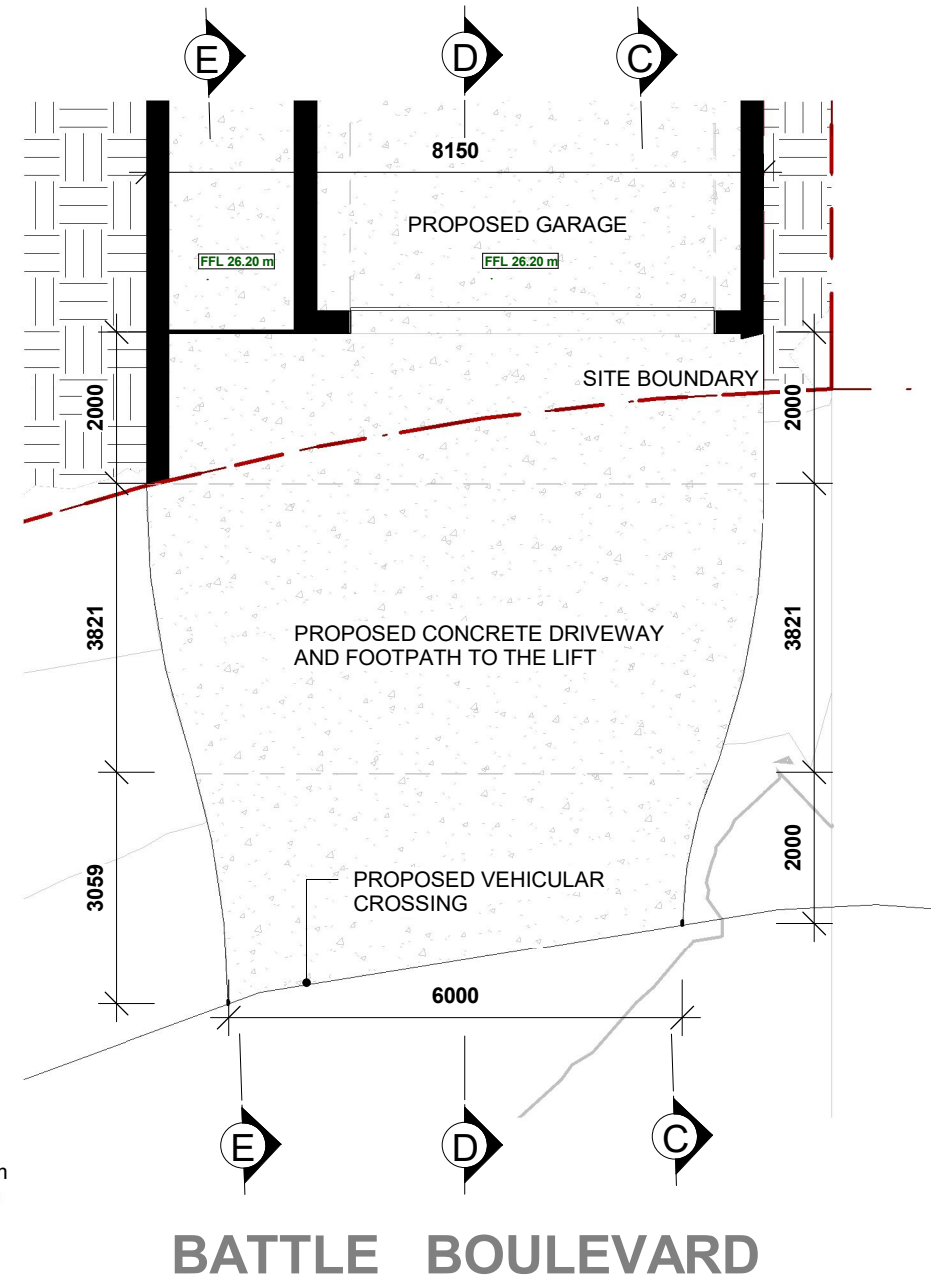 E
D
C
8150
PROPOSED GARAGE
FFL 26.20 m
FFL 26.20 m
SITE BOUNDARY
2000
2000
3821
3821
PROPOSED CONCRETE DRIVEWAY
AND FOOTPATH TO THE LIFT
3059
2000
PROPOSED VEHICULAR
CROSSING
6000
E
D
C
m
BATTLE BOULEVARD